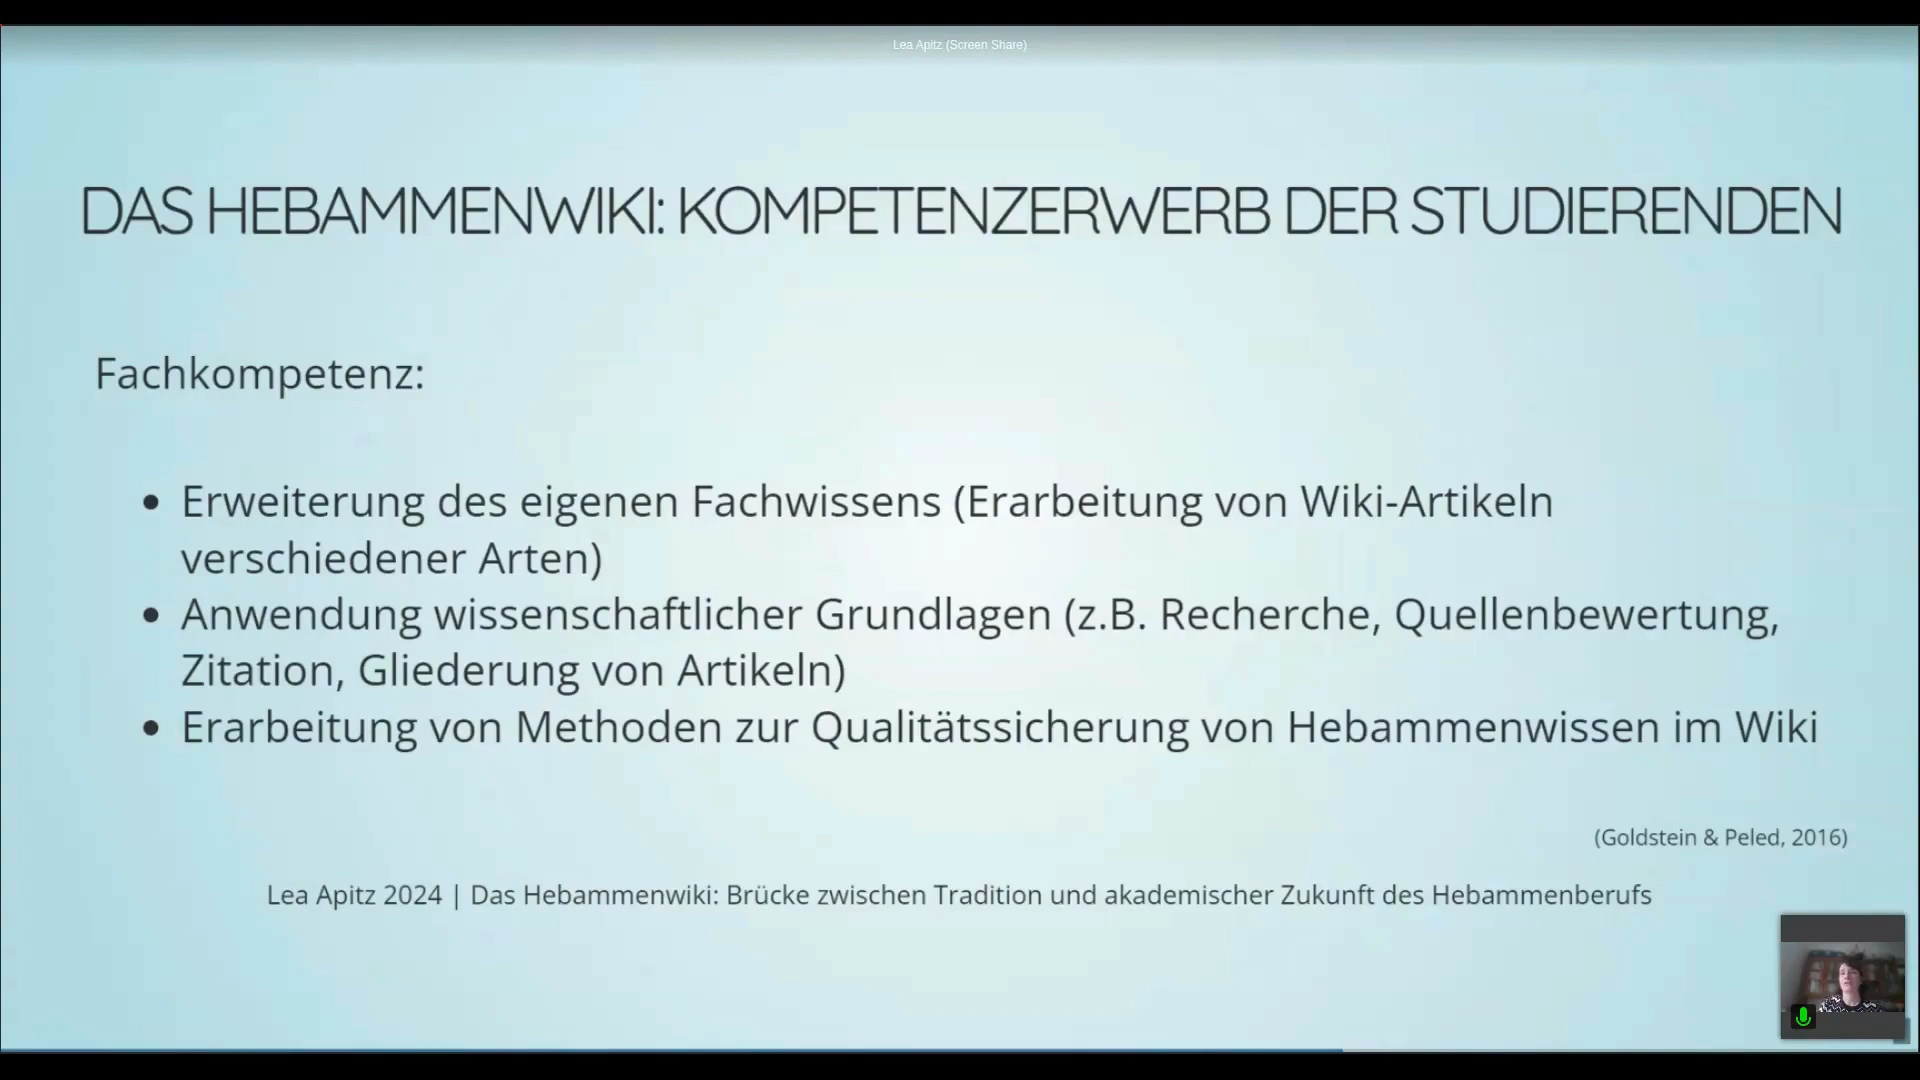 Lea Apitz (Screen Share)
DAS HEBAMMENWIKI: KOMPETENZERWERB DER STUDIERENDEN
Fachkompetenz:
• Erweiterung des eigenen Fachwissens (Erarbeitung von Wiki-Artikeln
verschiedener Arten)
• Anwendung wissenschaftlicher Grundlagen (z.B. Recherche, Quellenbewertung,
Zitation, Gliederung von Artikeln)
• Erarbeitung von Methoden zur Qualitätssicherung von Hebammenwissen im Wiki
(Goldstein & Peled, 2016)
Lea Apitz 2024 | Das Hebammenwiki: Brücke zwischen Tradition und akademischer Zukunft des Hebammenberufs